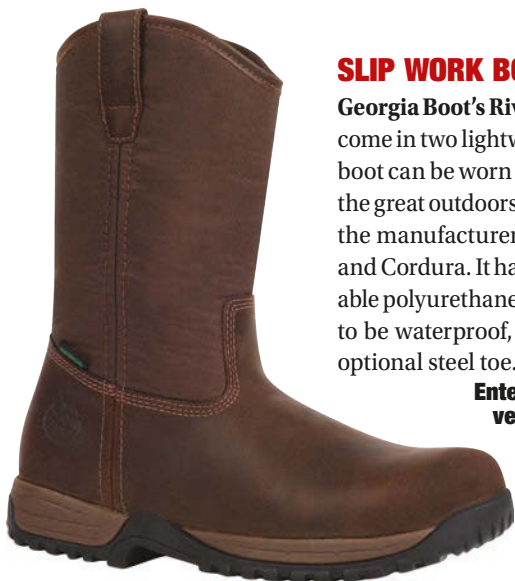 SLIP WORK BO
Georgia Boot's Riv
come in two lightw
boot can be worn
the great outdoors
the manufacturer
and Cordura. It ha
able polyurethane
to be waterproof,
optional steel toe.
Ente
ve